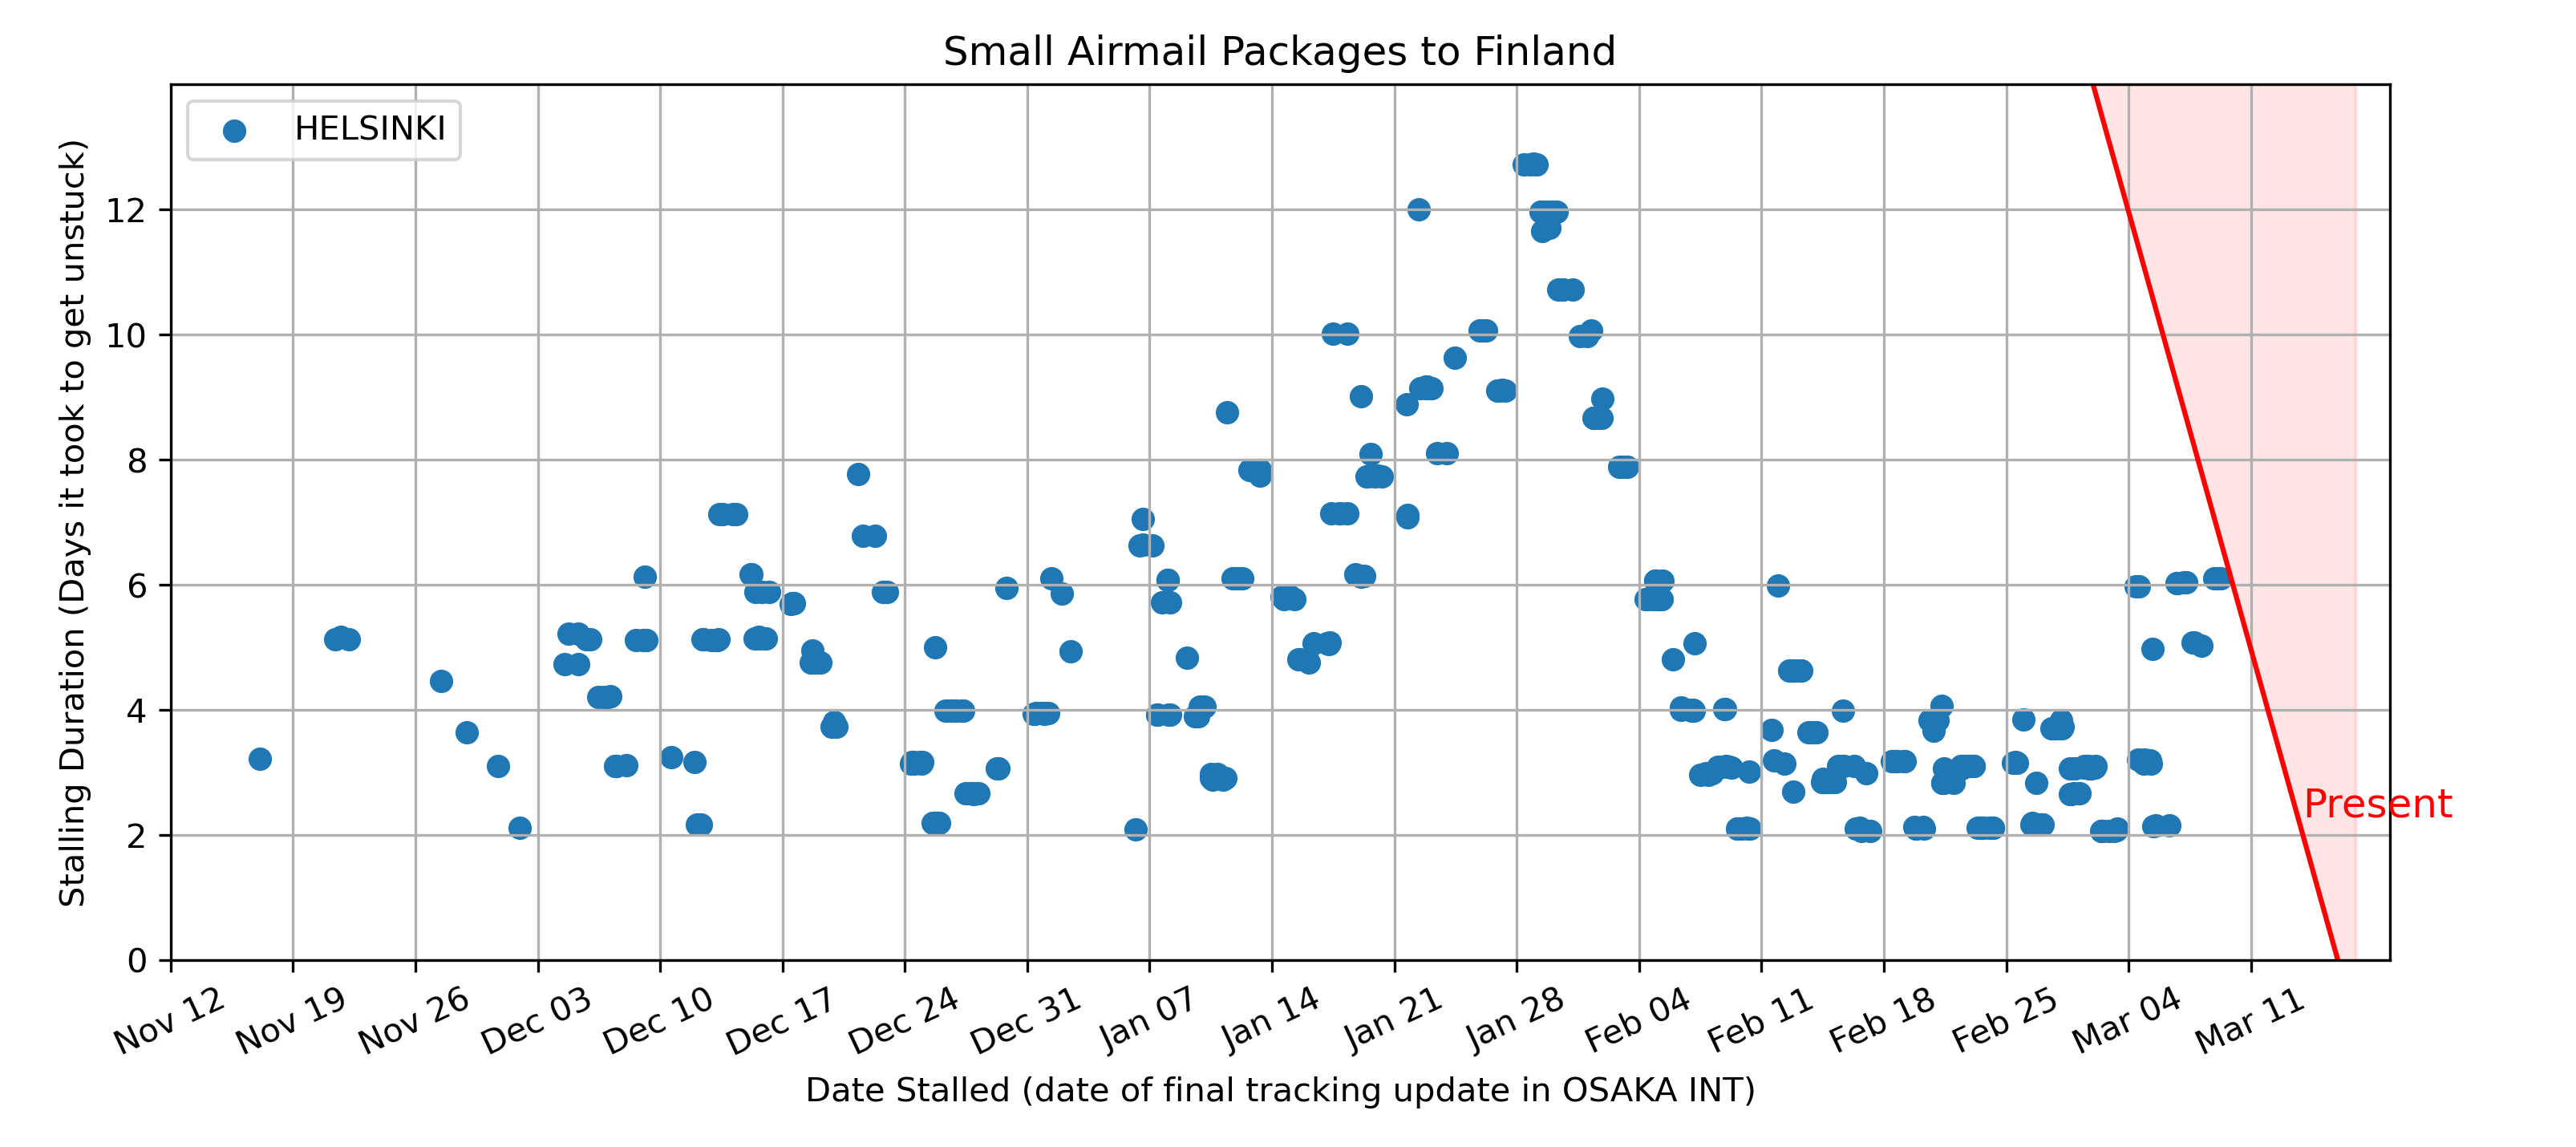 Small Airmail Packages to Finland
HELSINKI
Stalling Duration (Days it took to get unstuck)
12
10
8
6
4
2
0
Present
Nov 12
Nov 19
Nov 26
Dec 03
Dec 10
Dec 17
Dec 24
Dec 31
Jan 07
Jan 14
Jan 21
Jan 28
Feb 04
Feb 11
Feb 18
Feb 25
Mar 04
Mar 11
Date Stalled (date of final tracking update in OSAKA INT)